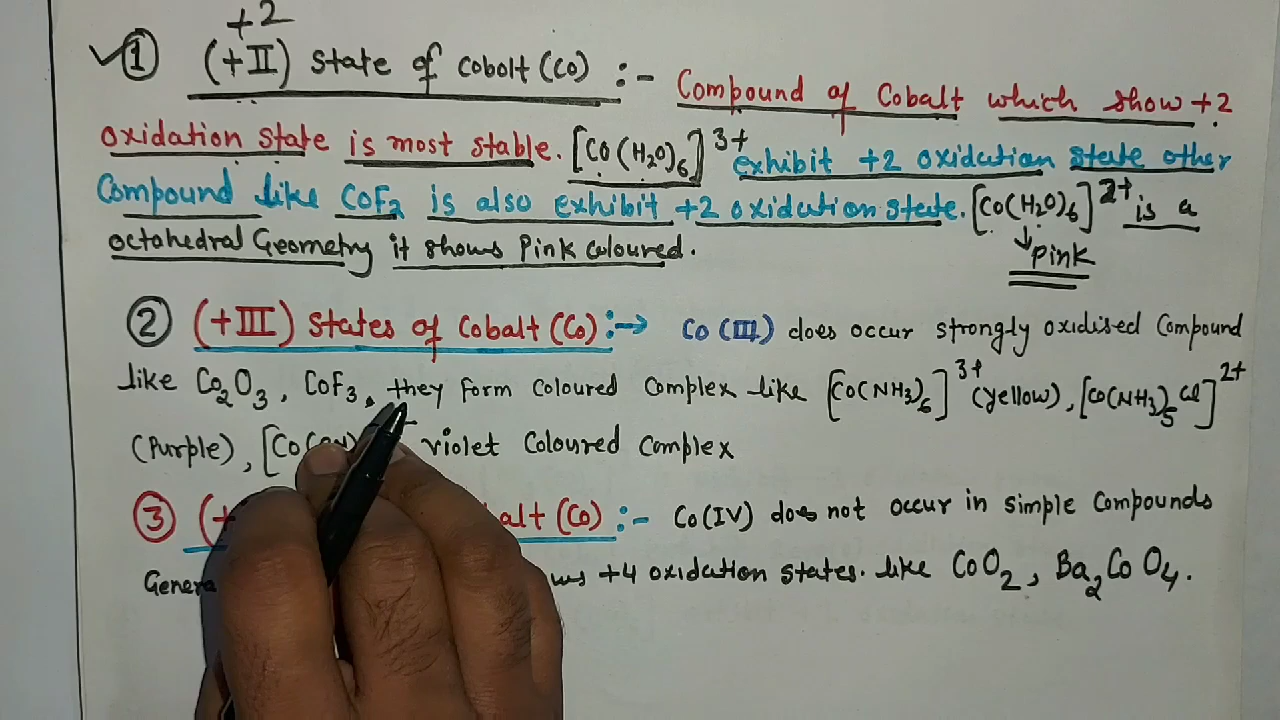 +2
① (+II) State of Cobolt (Co) :- Compound of Cobalt which show +2
oxidation state is most stable. [Co(H₂O)₆]³⁺ exhibit +2 oxidation state other
Compound like CoF₂ is also exhibit +2 oxidation state. [Co(H₂O)₆]²⁺ is a
octahedral Geometry it shows Pink coloured.
↓ Pink
② (+III) States of Cobalt (Co) :→ Co (III) does occur strongly oxidised Compound
like Co₂O₃, CoF₃, they form coloured Complex like [Co(NH₃)₆]³⁺ (yellow), [Co(NH₃)₅Cl]²⁺
(Purple), [Co( violet Coloured Complex
③ (+ (Co) :- Co(IV) does not occur in simple Compounds
+4 oxidation states. like CoO₂, Ba₂CoO₄.